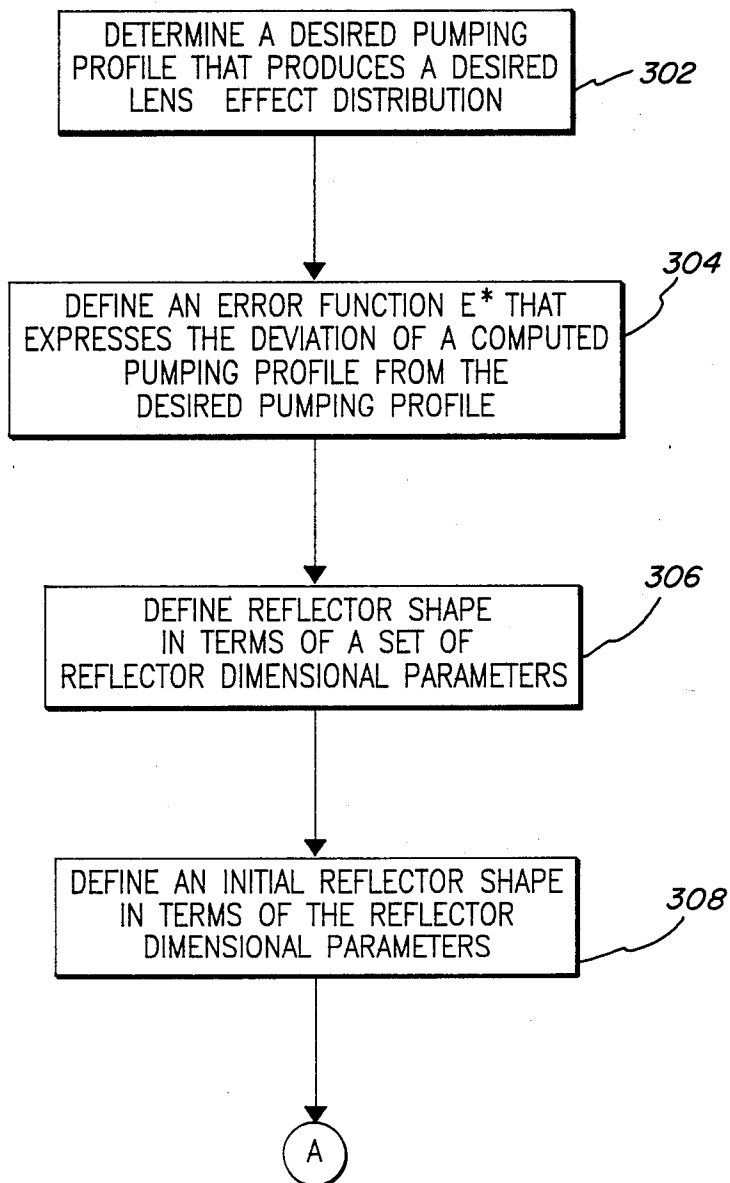 DETERMINE A DESIRED PUMPING
PROFILE THAT PRODUCES A DESIRED
LENS EFFECT DISTRIBUTION
302
DEFINE AN ERROR FUNCTION E* THAT
EXPRESSES THE DEVIATION OF A COMPUTED
PUMPING PROFILE FROM THE
DESIRED PUMPING PROFILE
304
DEFINE REFLECTOR SHAPE
IN TERMS OF A SET OF
REFLECTOR DIMENSIONAL PARAMETERS
306
DEFINE AN INITIAL REFLECTOR SHAPE
IN TERMS OF THE REFLECTOR
DIMENSIONAL PARAMETERS
308
A